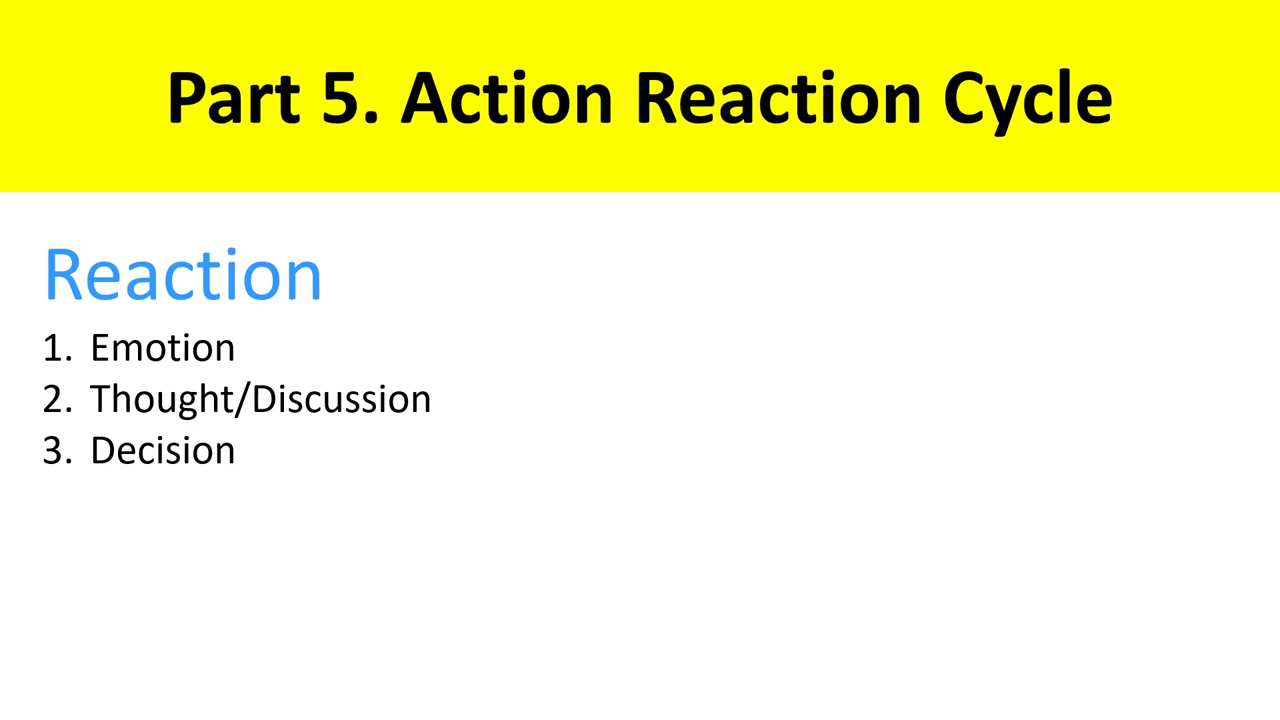 Part 5. Action Reaction Cycle
Reaction
1. Emotion
2. Thought/Discussion
3. Decision